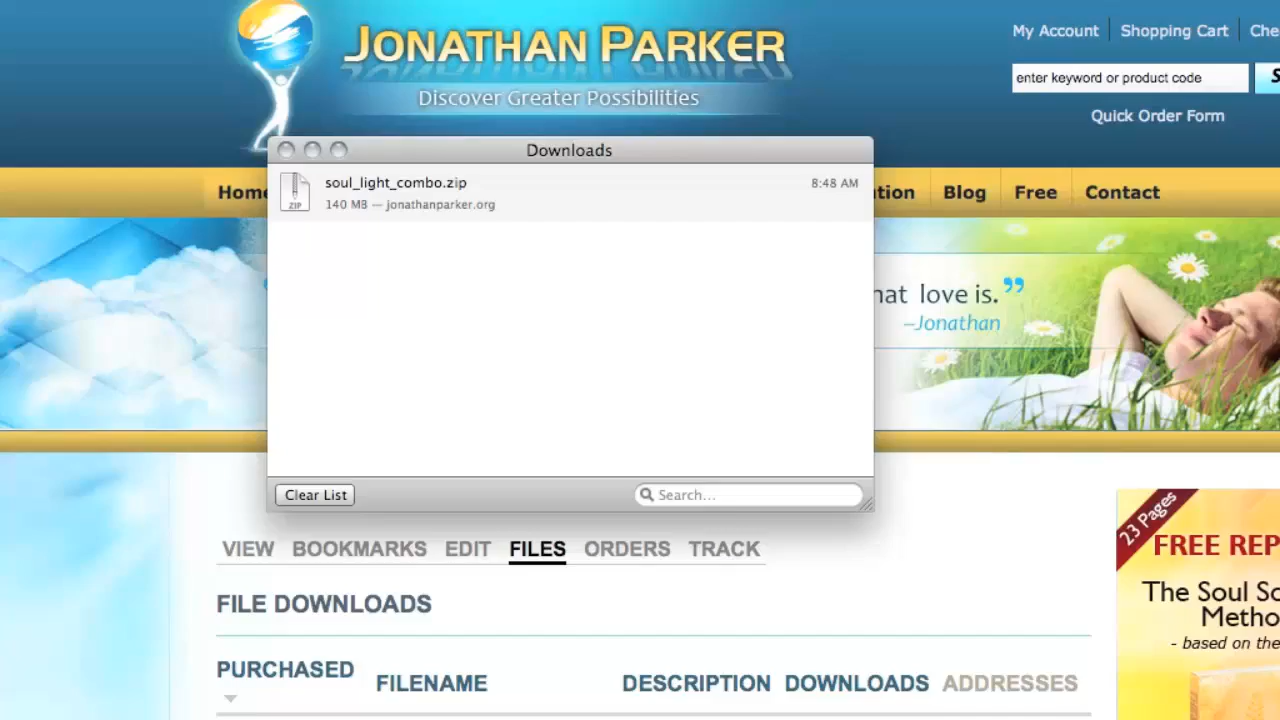 JONATHAN PARKER
Discover Greater Possibilities
My Account Shopping Cart Che
enter keyword or product code
S
Quick Order Form
Downloads
soul_light_combo.zip 8:48 AM
140 MB — jonathanparker.org
ZIP
Home
tion Blog Free Contact
hat love is.”
–Jonathan
Clear List
Search...
VIEW BOOKMARKS EDIT FILES ORDERS TRACK
FILE DOWNLOADS
PURCHASED FILENAME DESCRIPTION DOWNLOADS ADDRESSES
23 Pages
FREE REP
The Soul So
Metho
- based on the